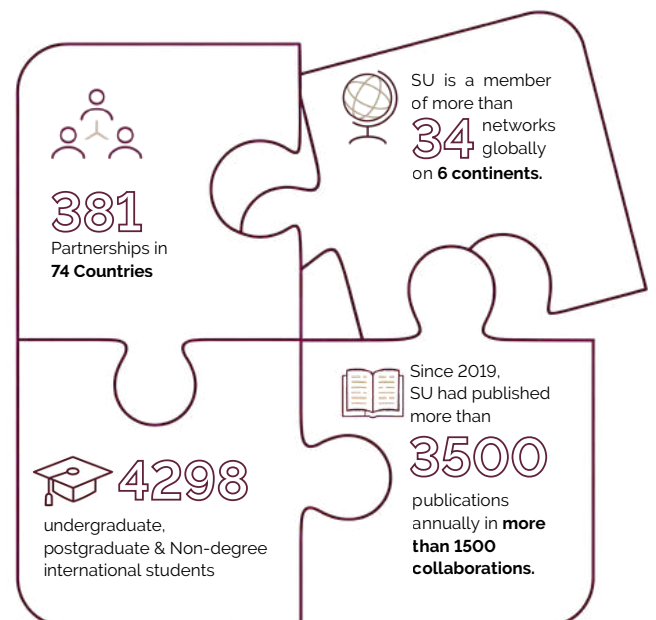 381
Partnerships in
74 Countries
SU is a member
of more than
34 networks
globally
on 6 continents.
4298
undergraduate,
postgraduate & Non-degree
international students
Since 2019,
SU had published
more than
3500
publications
annually in more
than 1500
collaborations.